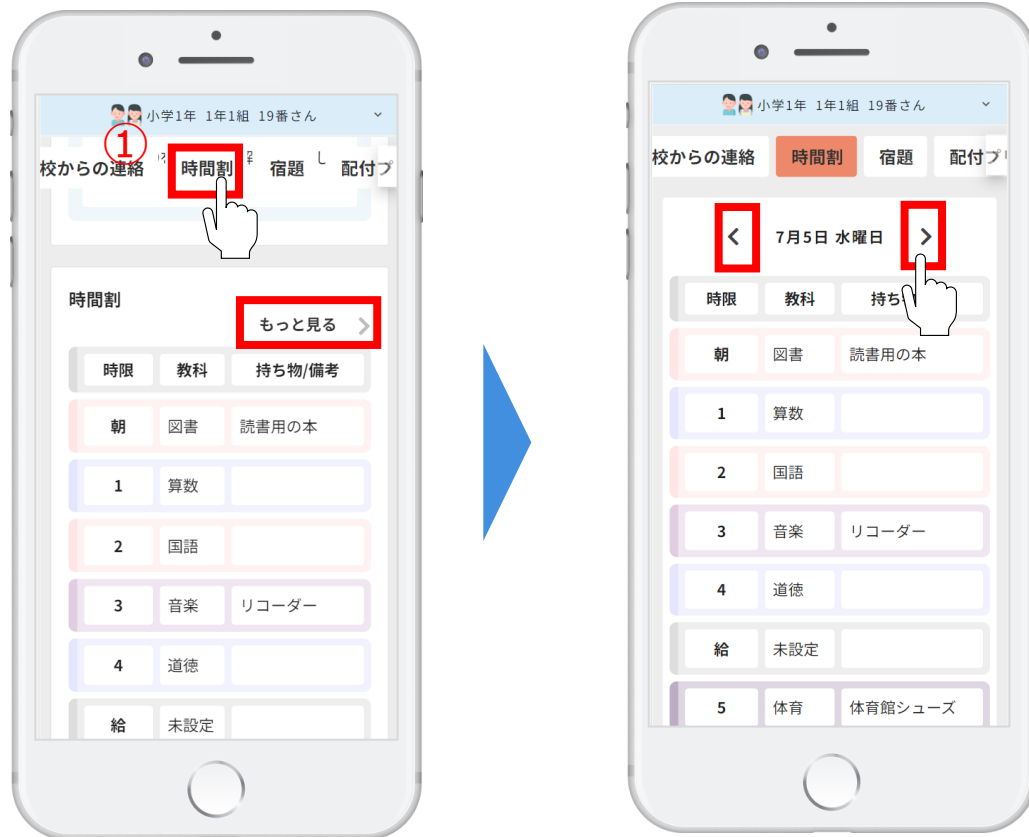 小学1年 1年1組 19番さん
①
校からの連絡 時間割 宿題 配付プ
時間割
もっと見る
時限 教科 持ち物/備考
朝 図書 読書用の本
1 算数
2 国語
3 音楽 リコーダー
4 道徳
給 未設定
小学1年 1年1組 19番さん
校からの連絡 時間割 宿題 配付プ
7月5日 水曜日
時限 教科 持ち
朝 図書 読書用の本
1 算数
2 国語
3 音楽 リコーダー
4 道徳
給 未設定
5 体育 体育館シューズ